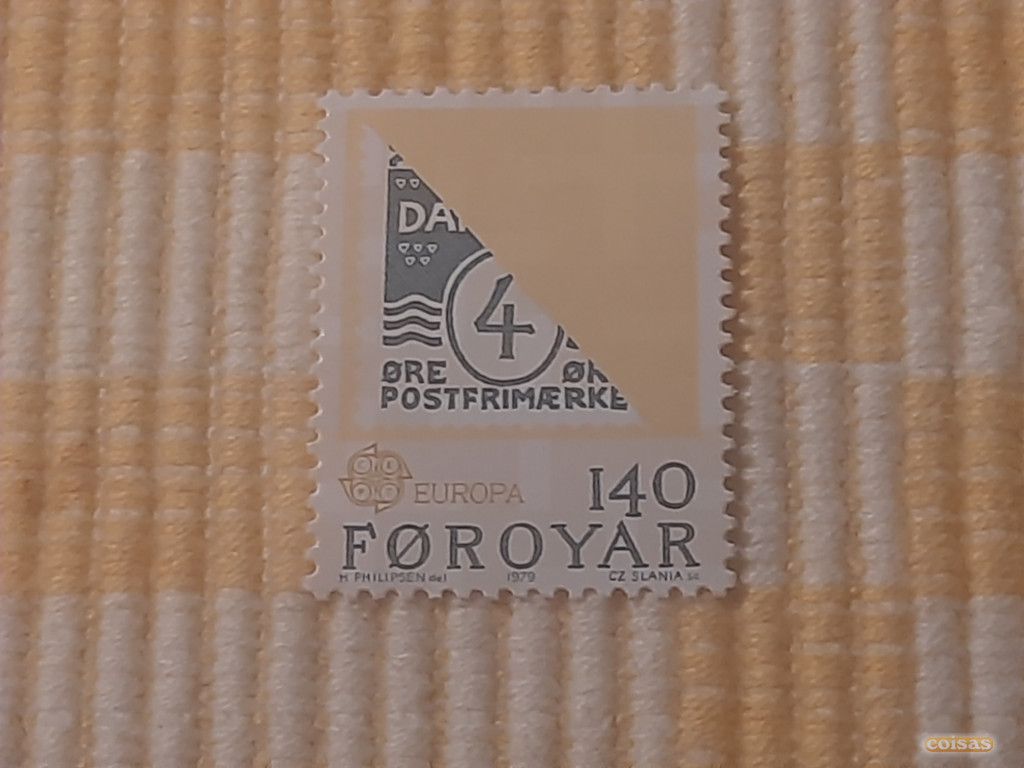 DA
4
ØRE ØR
POSTFRIMÆRKE
EUROPA
140
FØROYAR
H PHILIPSEN del 1979 CZ SLANIA sc
coisas